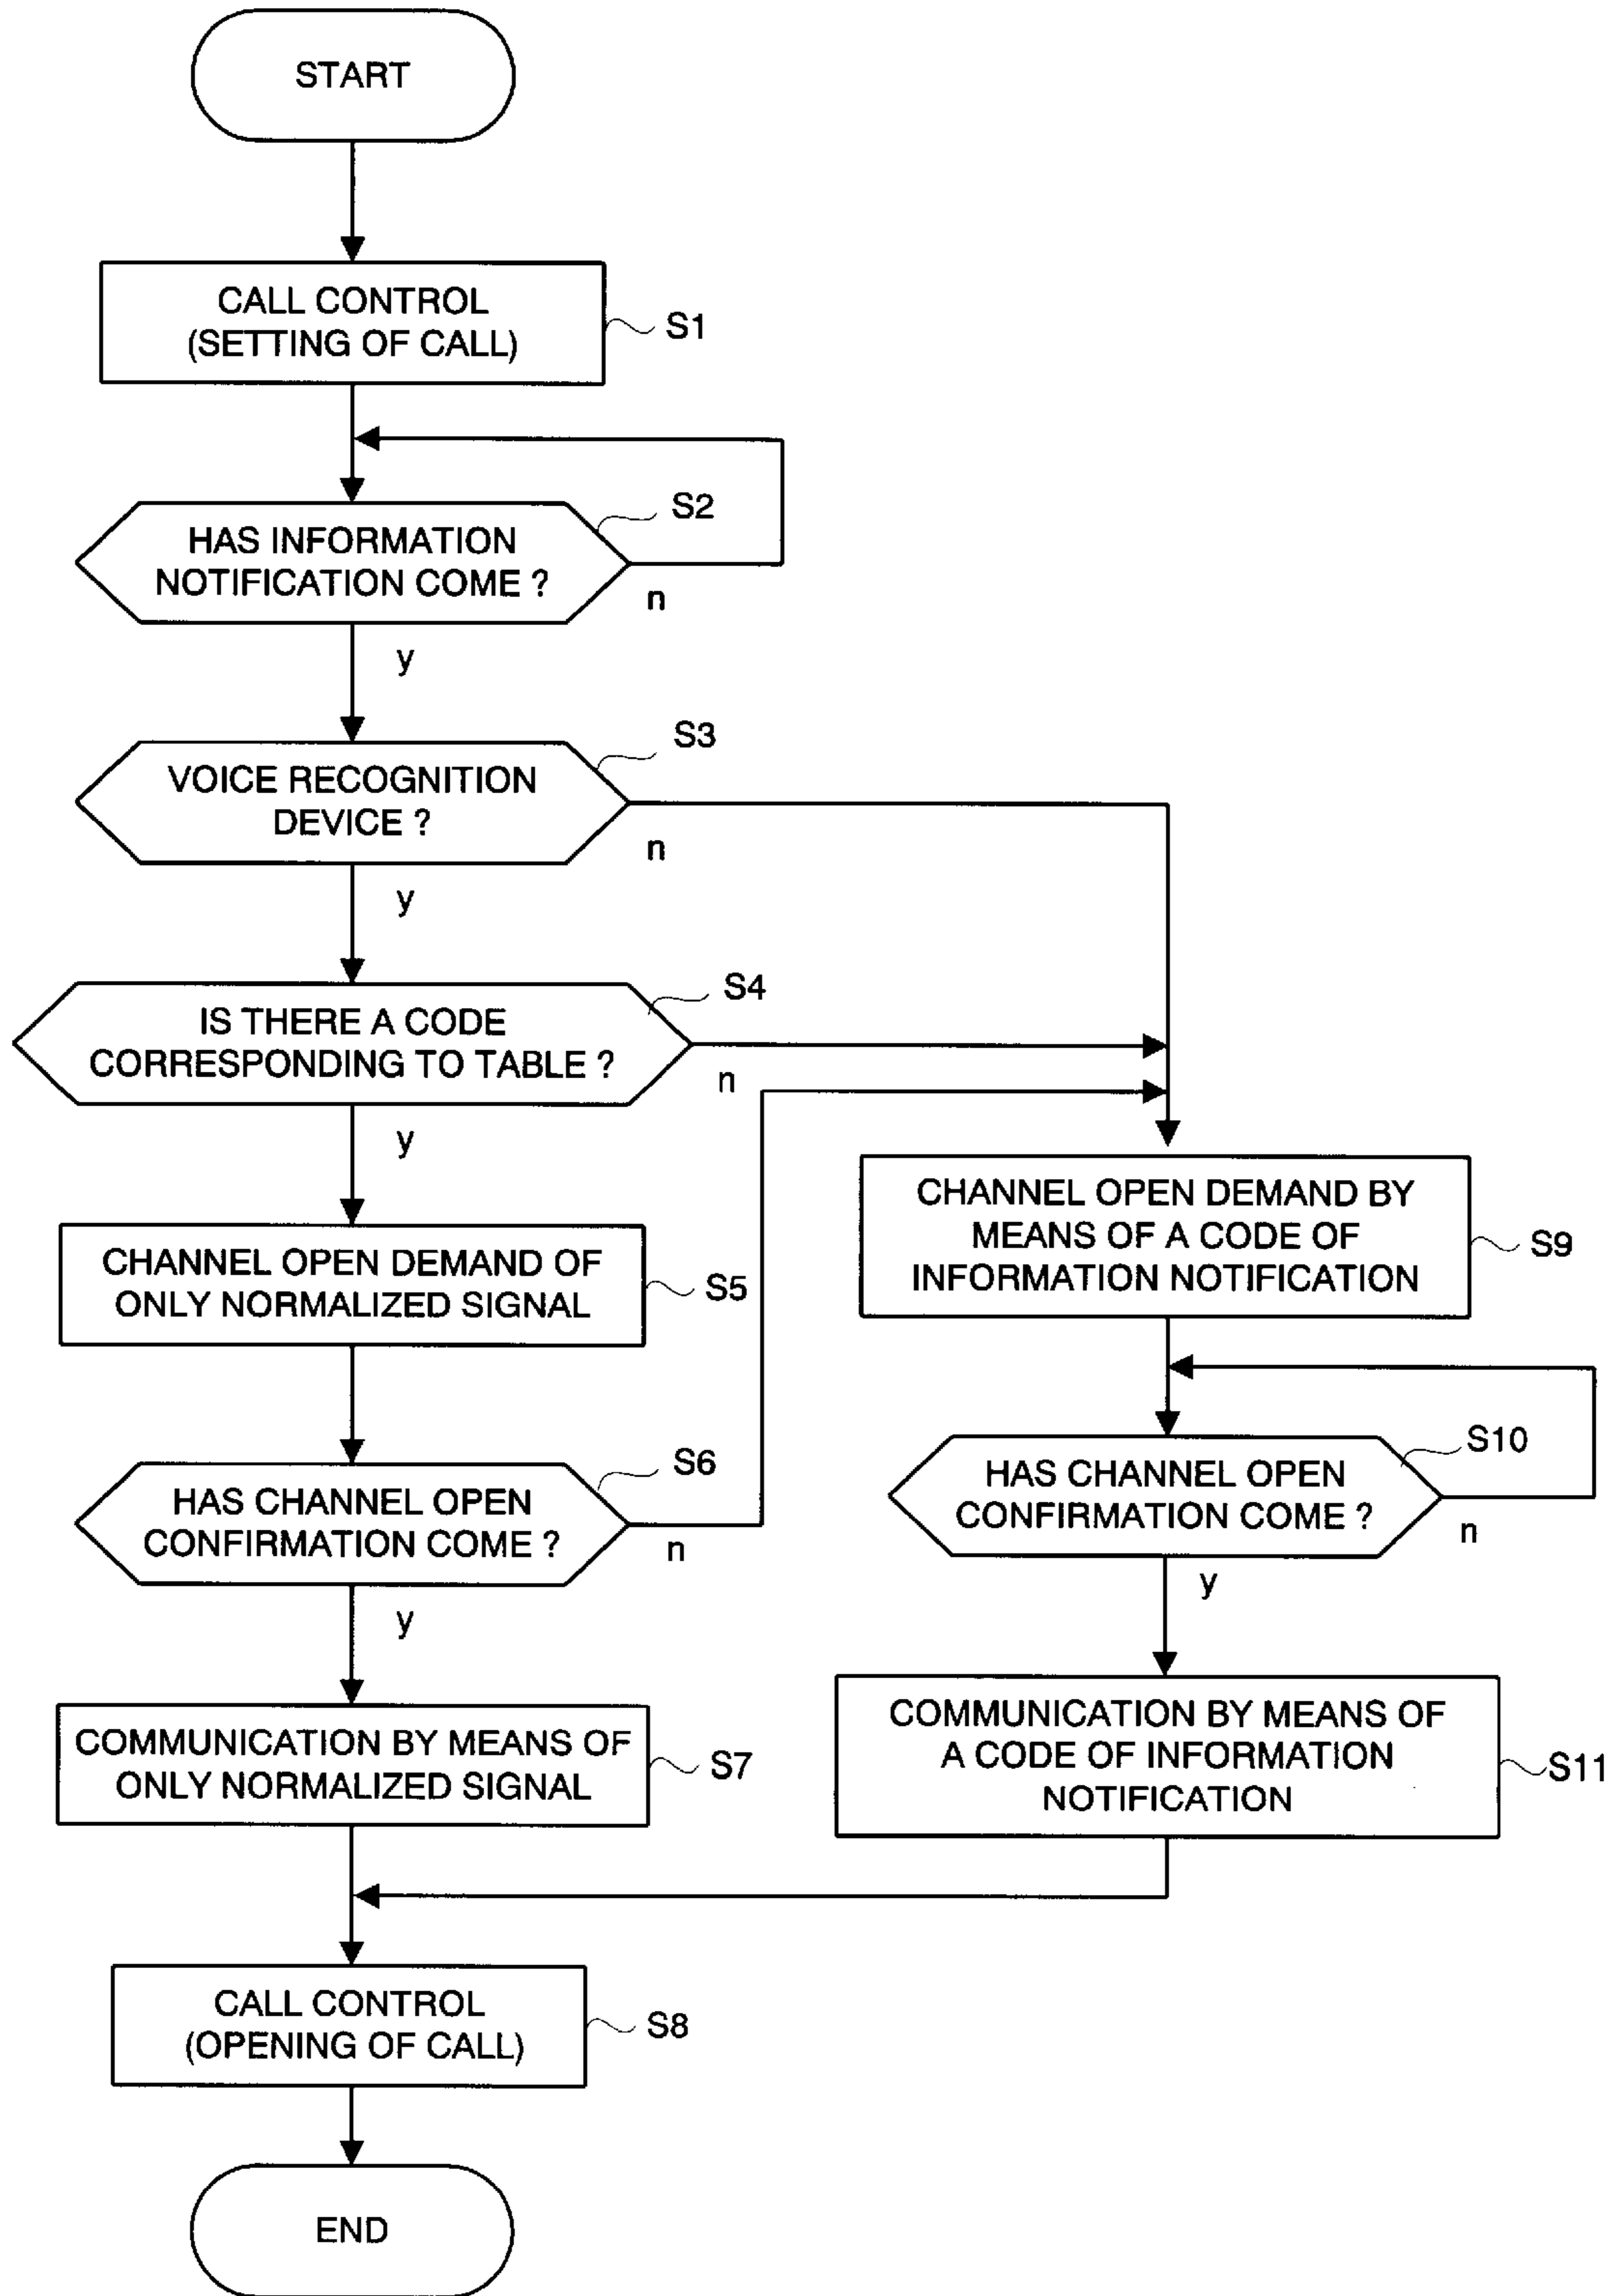 START
CALL CONTROL
(SETTING OF CALL)
S1
S2
HAS INFORMATION
NOTIFICATION COME ?
n
y
S3
VOICE RECOGNITION
DEVICE ?
n
y
S4
IS THERE A CODE
CORRESPONDING TO TABLE ?
n
y
CHANNEL OPEN DEMAND OF
ONLY NORMALIZED SIGNAL
S5
CHANNEL OPEN DEMAND BY
MEANS OF A CODE OF
INFORMATION NOTIFICATION
S9
S6
HAS CHANNEL OPEN
CONFIRMATION COME ?
n
y
S10
HAS CHANNEL OPEN
CONFIRMATION COME ?
n
y
COMMUNICATION BY MEANS OF
ONLY NORMALIZED SIGNAL
S7
COMMUNICATION BY MEANS OF
A CODE OF INFORMATION
NOTIFICATION
S11
CALL CONTROL
(OPENING OF CALL)
S8
END